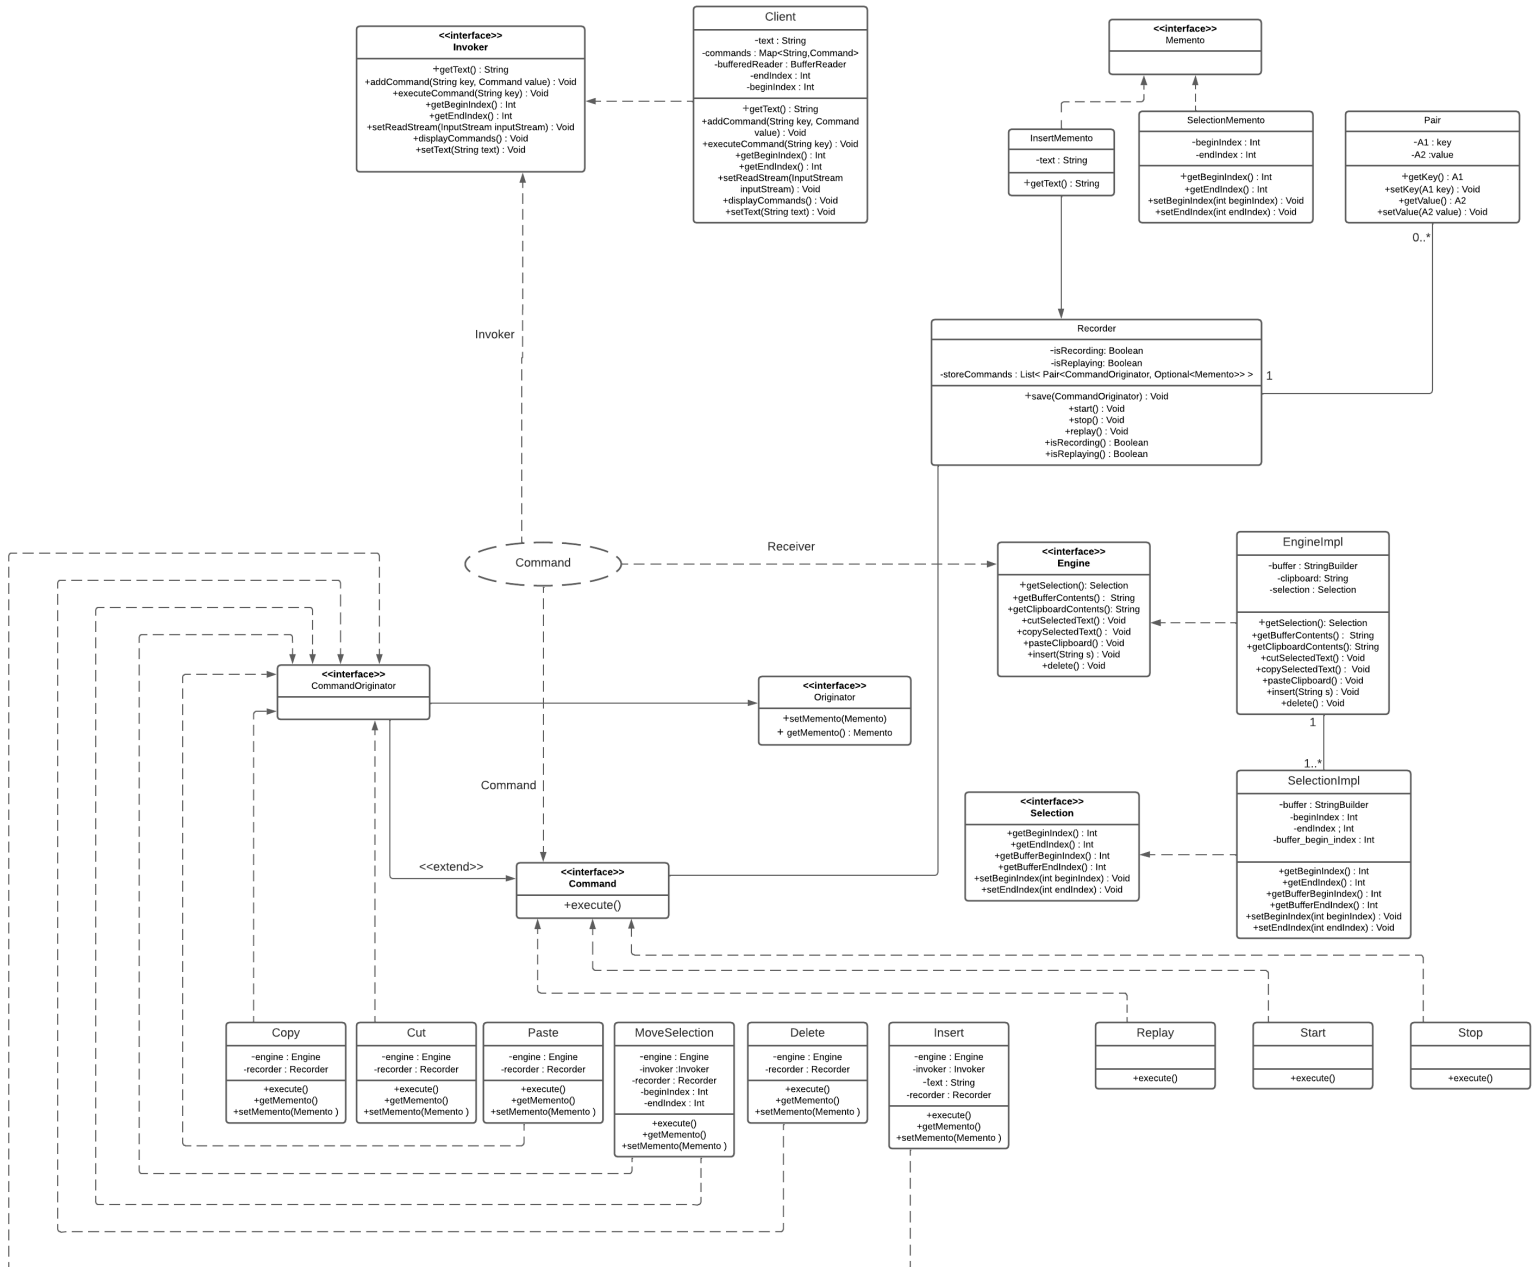 <<interface>>
Invoker
+getText() : String
+addCommand(String key, Command value) : Void
+executeCommand(String key) : Void
+getBeginIndex() : Int
+getEndIndex() : Int
+setReadStream(InputStream inputStream) : Void
+displayCommands() : Void
+setText(String text) : Void
Client
-text : String
-commands : Map<String,Command>
-bufferedReader : BufferReader
-endIndex : Int
-beginIndex : Int
+getText() : String
+addCommand(String key, Command
value) : Void
+executeCommand(String key) : Void
+getBeginIndex() : Int
+getEndIndex() : Int
+setReadStream(InputStream
inputStream) : Void
+displayCommands() : Void
+setText(String text) : Void
<<interface>>
Memento
InsertMemento
-text : String
+getText() : String
SelectionMemento
-beginIndex : Int
-endIndex : Int
+getBeginIndex() : Int
+getEndIndex() : Int
+setBeginIndex(int beginIndex) : Void
+setEndIndex(int endIndex) : Void
Pair
-A1 : key
-A2 :value
+getKey() : A1
+setKey(A1 key) : Void
+getValue() : A2
+setValue(A2 value) : Void
0..*
1
Invoker
Recorder
-isRecording: Boolean
-isReplaying: Boolean
-storeCommands : List< Pair<CommandOriginator, Optional<Memento>> >
+save(CommandOriginator) : Void
+start() : Void
+stop() : Void
+replay() : Void
+isRecording() : Boolean
+isReplaying() : Boolean
Command
Receiver
<<interface>>
Engine
+getSelection(): Selection
+getBufferContents() : String
+getClipboardContents(): String
+cutSelectedText() : Void
+copySelectedText() : Void
+pasteClipboard() : Void
+insert(String s) : Void
+delete() : Void
EngineImpl
-buffer : StringBuilder
-clipboard: String
-selection : Selection
+getSelection(): Selection
+getBufferContents() : String
+getClipboardContents(): String
+cutSelectedText() : Void
+copySelectedText() : Void
+pasteClipboard() : Void
+insert(String s) : Void
+delete() : Void
1
1..*
<<interface>>
CommandOriginator
<<interface>>
Originator
+setMemento(Memento)
+ getMemento() : Memento
Command
<<extend>>
<<interface>>
Command
+execute()
<<interface>>
Selection
+getBeginIndex() : Int
+getEndIndex() : Int
+getBufferBeginIndex() : Int
+getBufferEndIndex() : Int
+setBeginIndex(int beginIndex) : Void
+setEndIndex(int endIndex) : Void
SelectionImpl
-buffer : StringBuilder
-beginIndex : Int
-endIndex ; Int
-buffer_begin_index : Int
+getBeginIndex() : Int
+getEndIndex() : Int
+getBufferBeginIndex() : Int
+getBufferEndIndex() : Int
+setBeginIndex(int beginIndex) : Void
+setEndIndex(int endIndex) : Void
Copy
-engine : Engine
-recorder : Recorder
+execute()
+getMemento()
+setMemento(Memento )
Cut
-engine : Engine
-recorder : Recorder
+execute()
+getMemento()
+setMemento(Memento )
Paste
-engine : Engine
-recorder : Recorder
+execute()
+getMemento()
+setMemento(Memento )
MoveSelection
-engine : Engine
-invoker :Invoker
-recorder : Recorder
-beginIndex : Int
-endIndex : Int
+execute()
+getMemento()
+setMemento(Memento )
Delete
-engine : Engine
-recorder : Recorder
+execute()
+getMemento()
+setMemento(Memento )
Insert
-engine : Engine
-invoker : Invoker
-text : String
-recorder : Recorder
+execute()
+getMemento()
+setMemento(Memento )
Replay
+execute()
Start
+execute()
Stop
+execute()